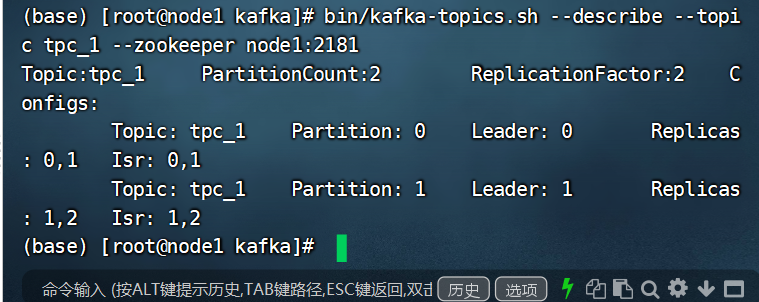 (base) [root@node1 kafka]# bin/kafka-topics.sh --describe --topi
c tpc_1 --zookeeper node1:2181
Topic:tpc_1 PartitionCount:2 ReplicationFactor:2 C
onfigs:
Topic: tpc_1 Partition: 0 Leader: 0 Replicas
: 0,1 Isr: 0,1
Topic: tpc_1 Partition: 1 Leader: 1 Replicas
: 1,2 Isr: 1,2
(base) [root@node1 kafka]#
命令输入 (按ALT键提示历史,TAB键路径,ESC键返回,双击 历史 选项